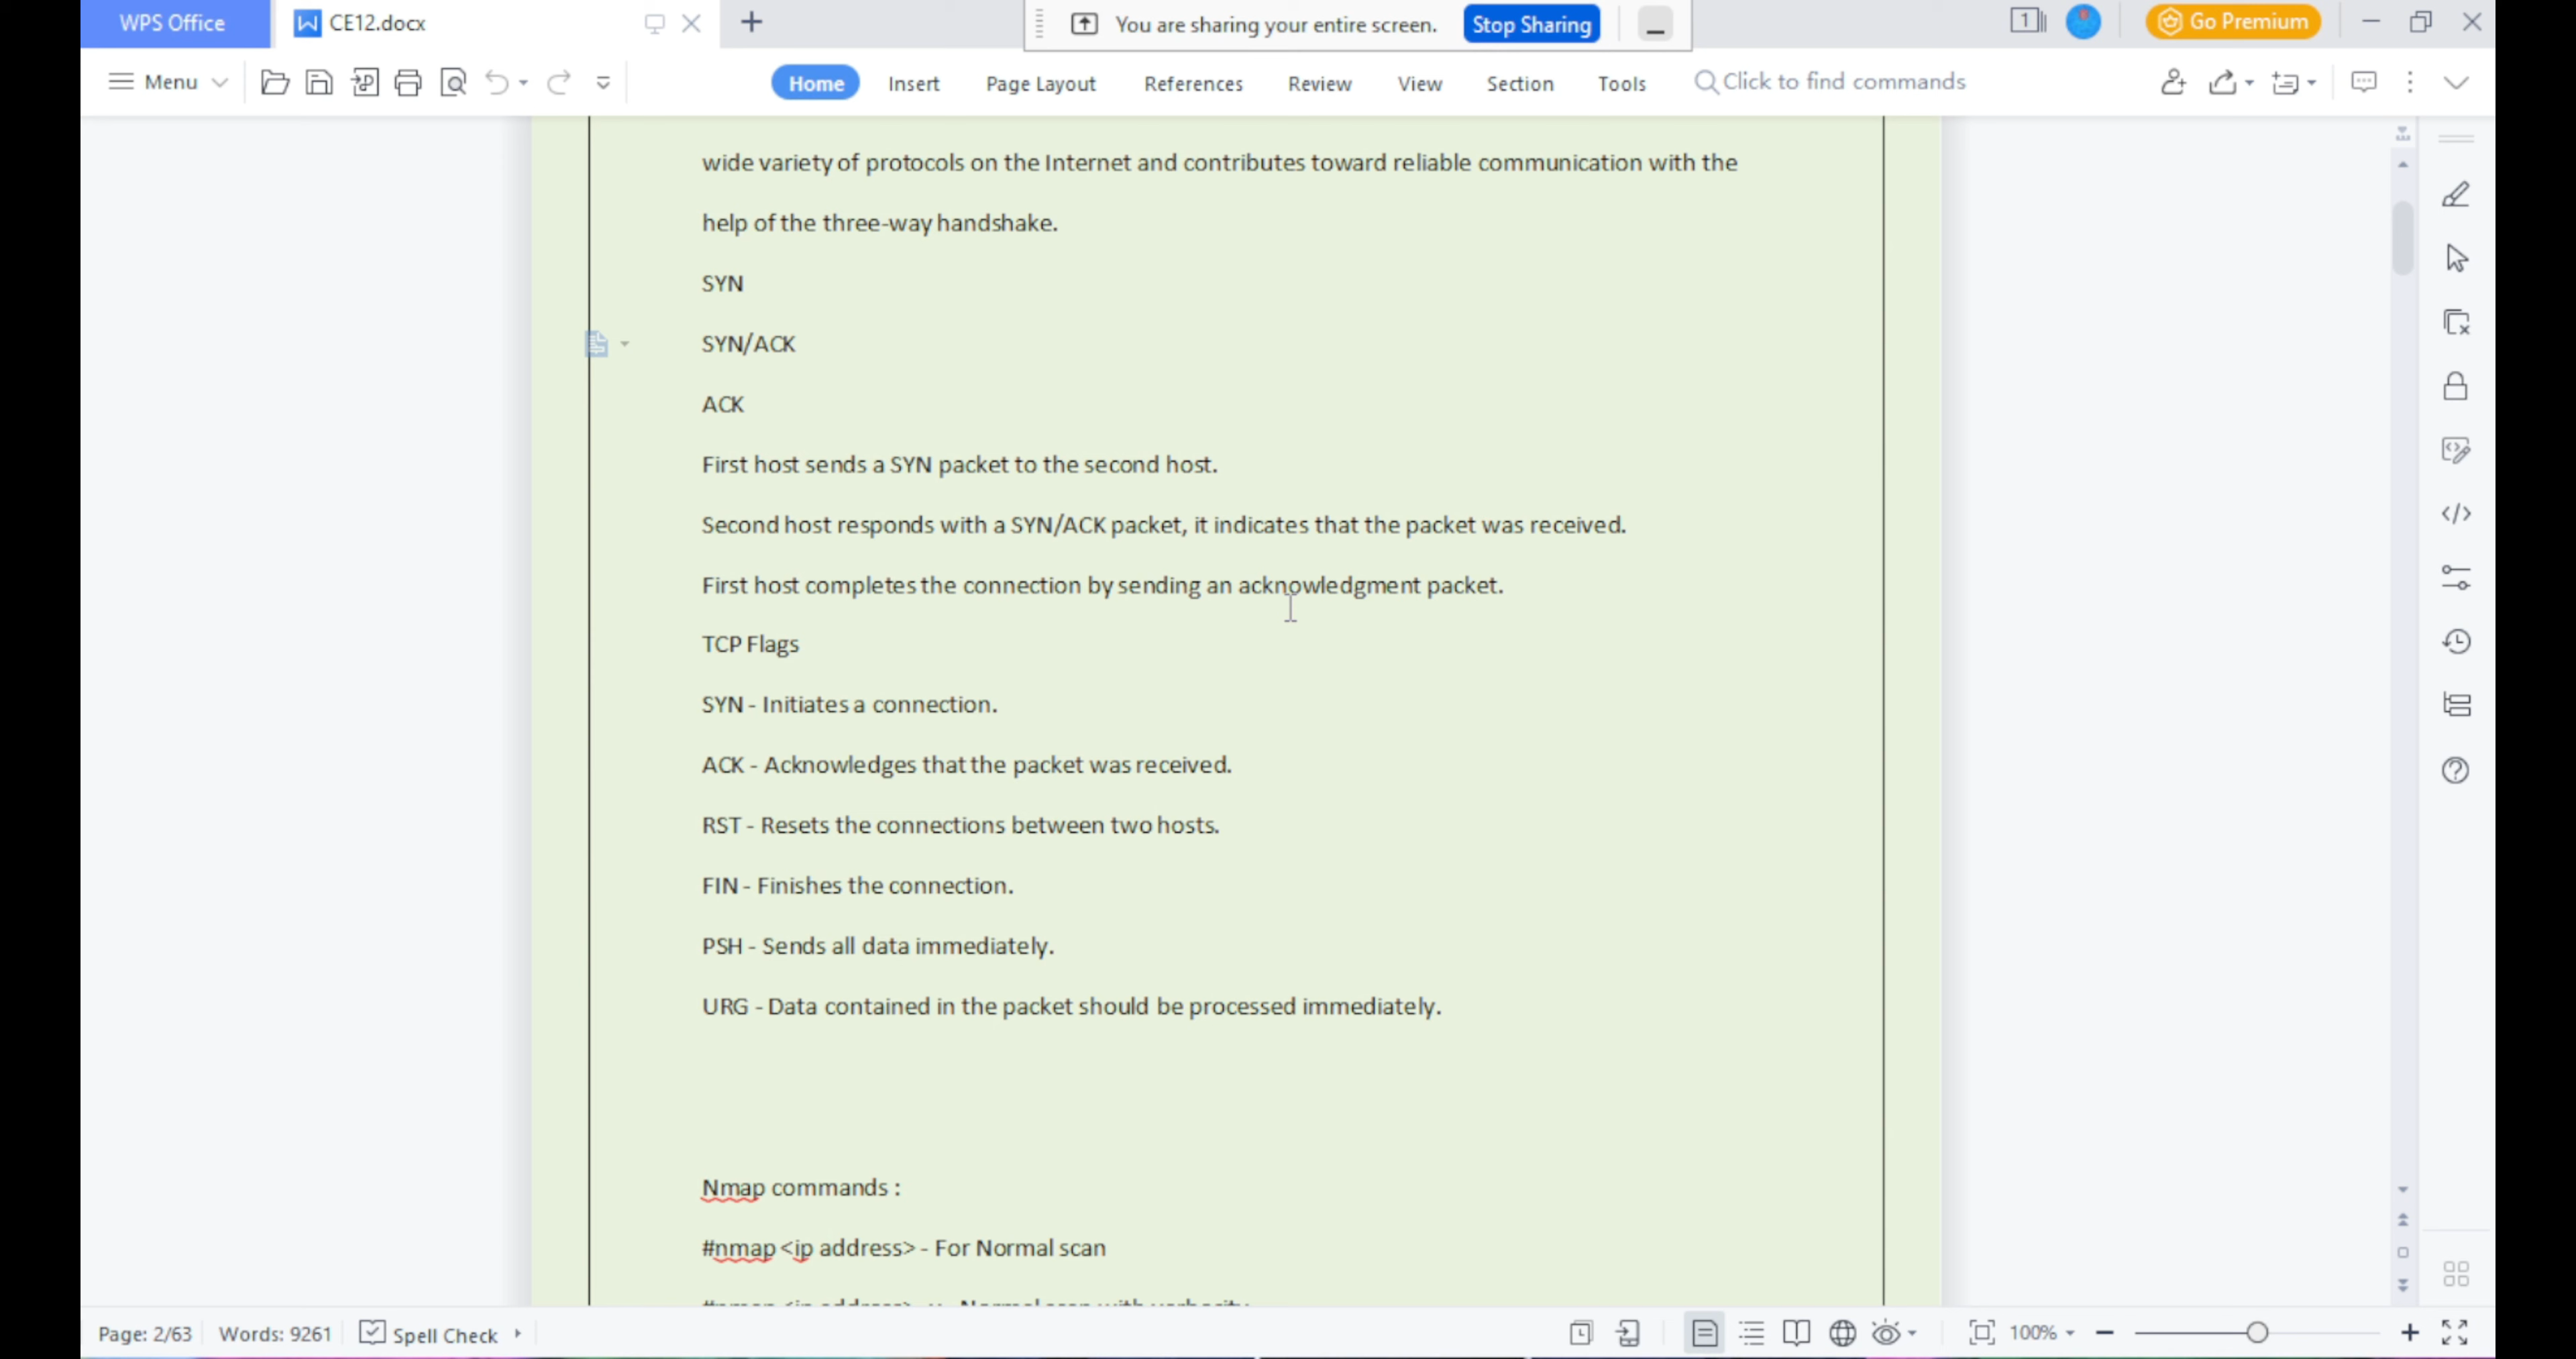 WPS Office
CE12.docx
You are sharing your entire screen.
Stop Sharing
1
Go Premium
Menu
Home
Insert
Page Layout
References
Review
View
Section
Tools
Click to find commands
wide variety of protocols on the Internet and contributes toward reliable communication with the
help of the three-way handshake.
SYN
SYN/ACK
ACK
First host sends a SYN packet to the second host.
Second host responds with a SYN/ACK packet, it indicates that the packet was received.
First host completes the connection by sending an acknowledgment packet.
TCP Flags
SYN - Initiates a connection.
ACK - Acknowledges that the packet was received.
RST - Resets the connections between two hosts.
FIN - Finishes the connection.
PSH - Sends all data immediately.
URG - Data contained in the packet should be processed immediately.
Nmap commands :
#nmap <ip address> - For Normal scan
Page: 2/63
Words: 9261
Spell Check
100%